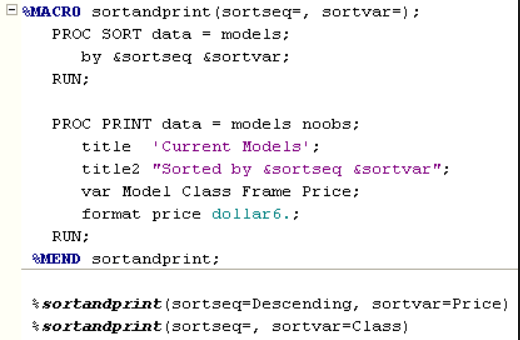 %MACRO sortandprint(sortseq=, sortvar=);
PROC SORT data = models;
by &sortseq &sortvar;
RUN;
PROC PRINT data = models noobs;
title 'Current Models';
title2 "Sorted by &sortseq &sortvar";
var Model Class Frame Price;
format price dollar6.;
RUN;
%MEND sortandprint;
%sortandprint(sortseq=Descending, sortvar=Price)
%sortandprint(sortseq=, sortvar=Class)